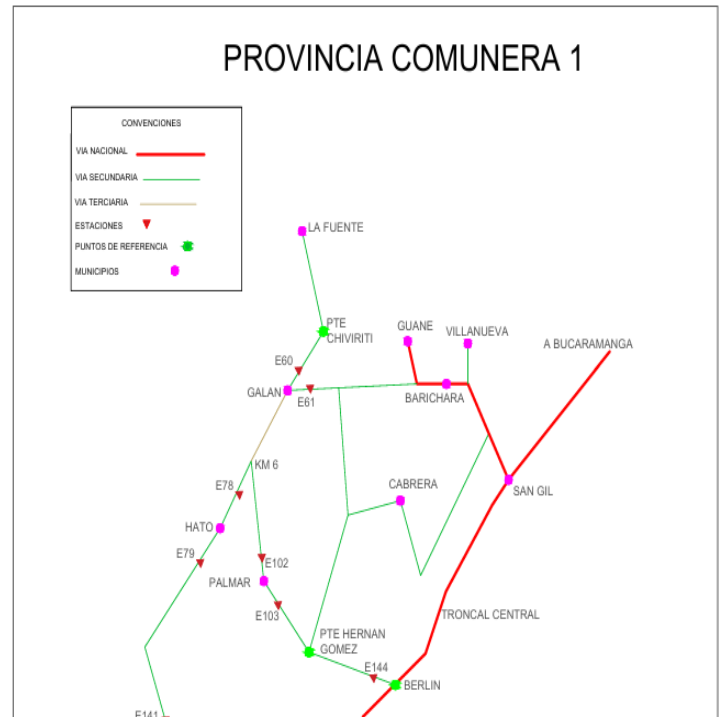 PROVINCIA COMUNERA 1
CONVENCIONES
VIA NACIONAL
VIA SECUNDARIA
VIA TERCIARIA
ESTACIONES
PUNTOS DE REFERENCIA
MUNICIPIOS
LA FUENTE
PTE
CHIVIRITI
GUANE
VILLANUEVA
A BUCARAMANGA
E60
GALAN
E61
BARICHARA
KM 6
CABRERA
SAN GIL
E78
HATO
E79
E102
PALMAR
E103
TRONCAL CENTRAL
PTE HERNAN
GOMEZ
E144
BERLIN
E141